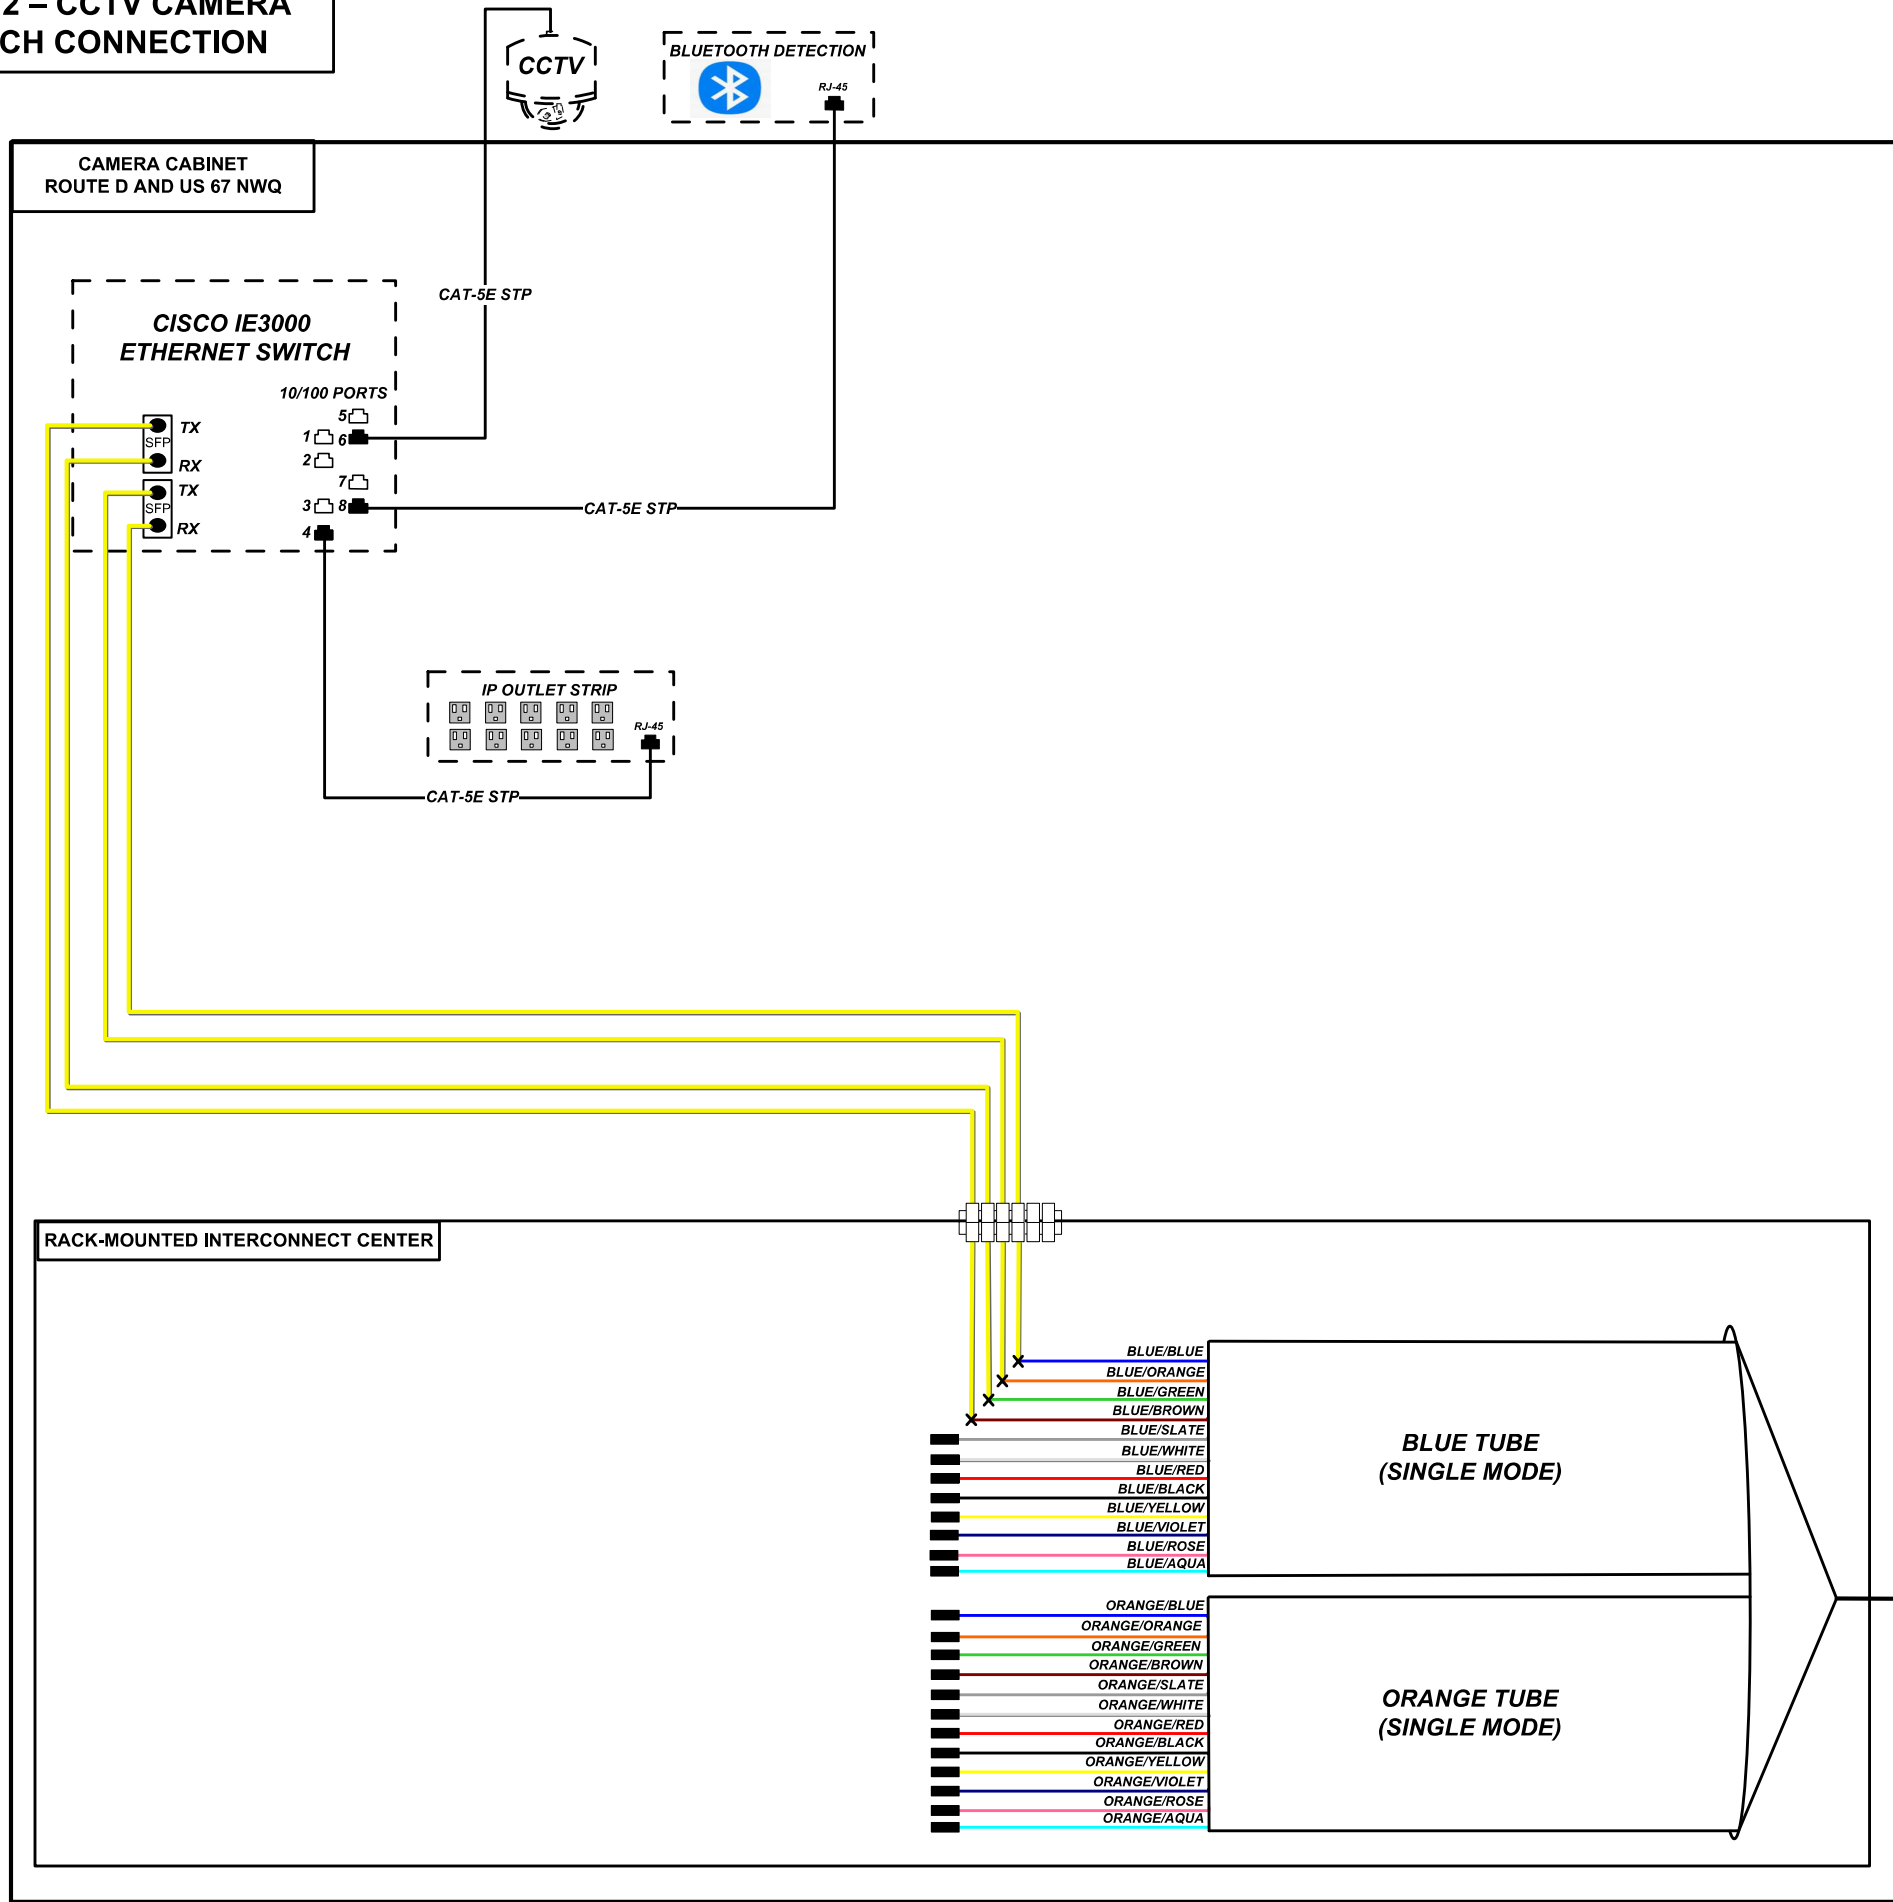 2 – CCTV CAMERA
CH CONNECTION
CCTV
BLUETOOTH DETECTION
RJ-45
CAMERA CABINET
ROUTE D AND US 67 NWQ
CAT-5E STP
CISCO IE3000
ETHERNET SWITCH
10/100 PORTS
5
TX
1
6
SFP
2
RX
7
TX
3
8
SFP
CAT-5E STP
RX
4
IP OUTLET STRIP
RJ-45
CAT-5E STP
RACK-MOUNTED INTERCONNECT CENTER
BLUE/BLUE
BLUE/ORANGE
BLUE/GREEN
BLUE/BROWN
BLUE/SLATE
BLUE/WHITE
BLUE/RED
BLUE/BLACK
BLUE/YELLOW
BLUE/VIOLET
BLUE/ROSE
BLUE/AQUA
BLUE TUBE
(SINGLE MODE)
ORANGE/BLUE
ORANGE/ORANGE
ORANGE/GREEN
ORANGE/BROWN
ORANGE/SLATE
ORANGE/WHITE
ORANGE/RED
ORANGE/BLACK
ORANGE/YELLOW
ORANGE/VIOLET
ORANGE/ROSE
ORANGE/AQUA
ORANGE TUBE
(SINGLE MODE)